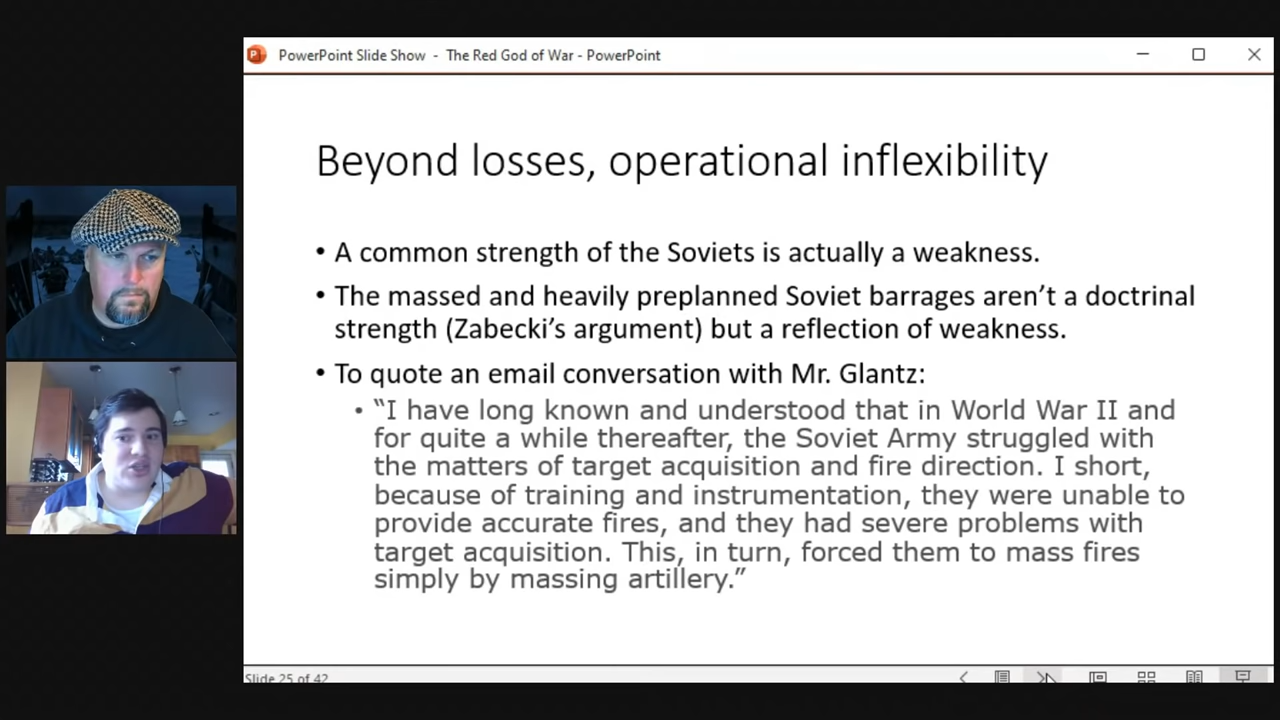 PowerPoint Slide Show - The Red God of War - PowerPoint
Beyond losses, operational inflexibility
• A common strength of the Soviets is actually a weakness.
• The massed and heavily preplanned Soviet barrages aren’t a doctrinal
strength (Zabecki’s argument) but a reflection of weakness.
• To quote an email conversation with Mr. Glantz:
• “I have long known and understood that in World War II and
for quite a while thereafter, the Soviet Army struggled with
the matters of target acquisition and fire direction. I short,
because of training and instrumentation, they were unable to
provide accurate fires, and they had severe problems with
target acquisition. This, in turn, forced them to mass fires
simply by massing artillery.”
Slide 25 of 42